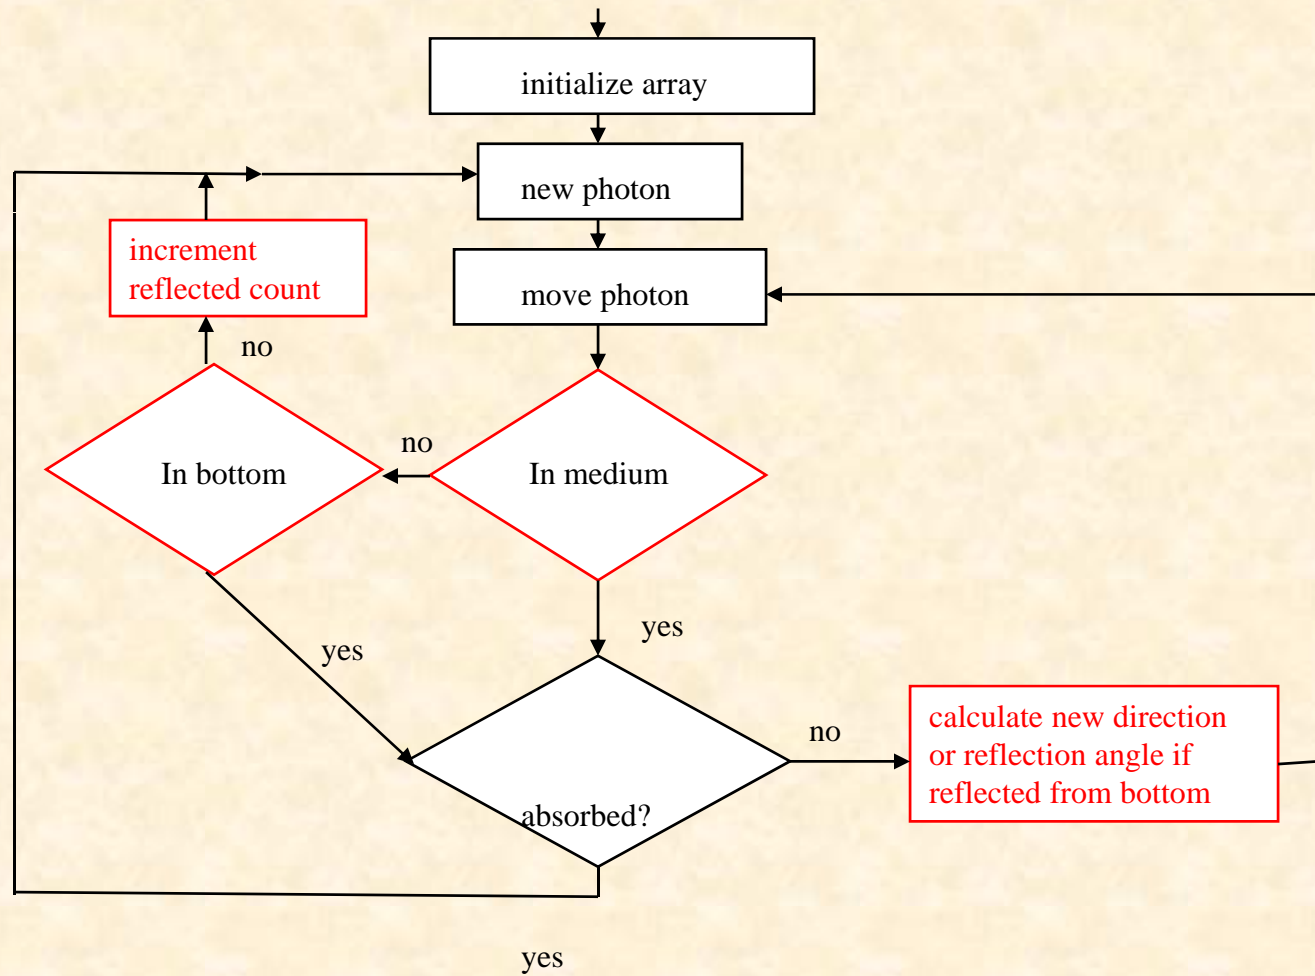 initialize array
new photon
increment
reflected count
move photon
no
no
In bottom
In medium
yes
yes
no
calculate new direction
or reflection angle if
reflected from bottom
absorbed?
yes